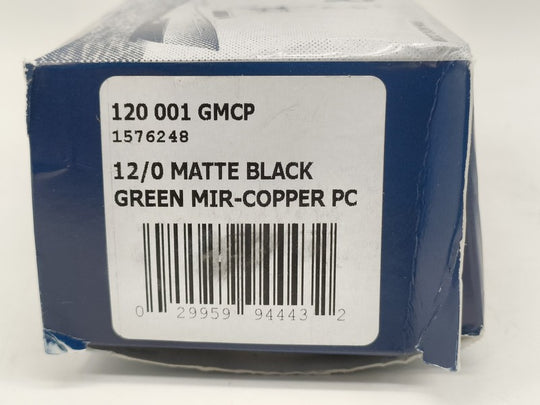 120 001 GMCP
1576248
12/0 MATTE BLACK
GREEN MIR-COPPER PC
0 29959 94443 2